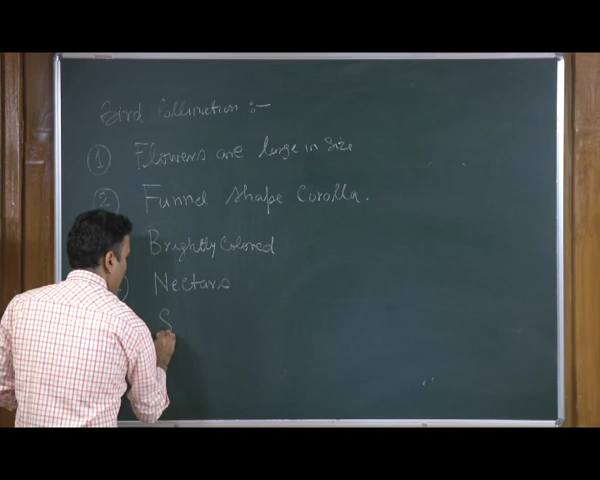 Bird Pollination :-
① Flowers are large in size
② Funnel shape Corolla.
Brightly Colored
) Nectars
S